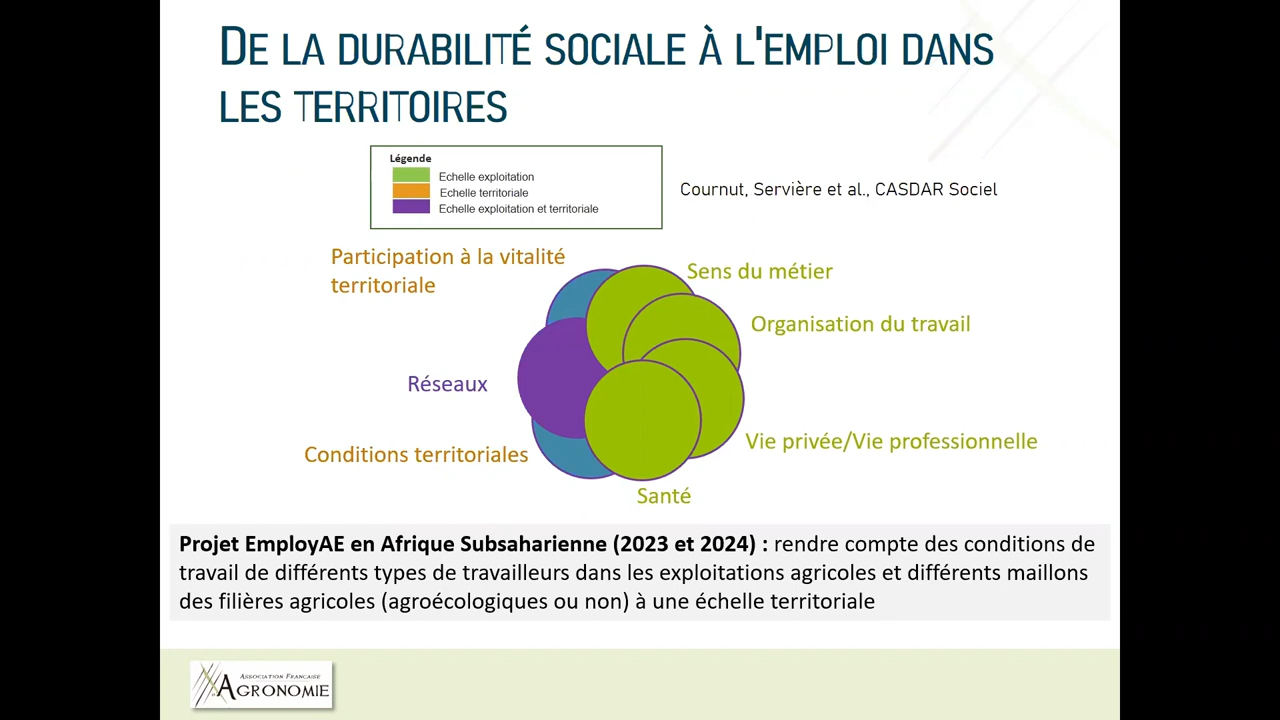 DE LA DURABILITÉ SOCIALE À L'EMPLOI DANS
LES TERRITOIRES
Légende
Echelle exploitation
Echelle territoriale
Echelle exploitation et territoriale
Cournut, Servière et al., CASDAR Sociel
Participation à la vitalité
territoriale
Sens du métier
Organisation du travail
Réseaux
Vie privée/Vie professionnelle
Conditions territoriales
Santé
Projet EmployAE en Afrique Subsaharienne (2023 et 2024) : rendre compte des conditions de
travail de différents types de travailleurs dans les exploitations agricoles et différents maillons
des filières agricoles (agroécologiques ou non) à une échelle territoriale
ASSOCIATION FRANÇAISE
AGRONOMIE